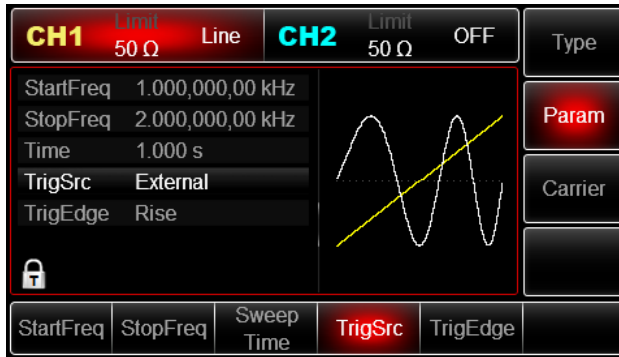 CH1 Limit 50 Ω Line
CH2 Limit 50 Ω OFF
Type
StartFreq 1.000,000,00 kHz
StopFreq 2.000,000,00 kHz
Time 1.000 s
TrigSrc External
TrigEdge Rise
T
Param
Carrier
StartFreq
StopFreq
Sweep
Time
TrigSrc
TrigEdge